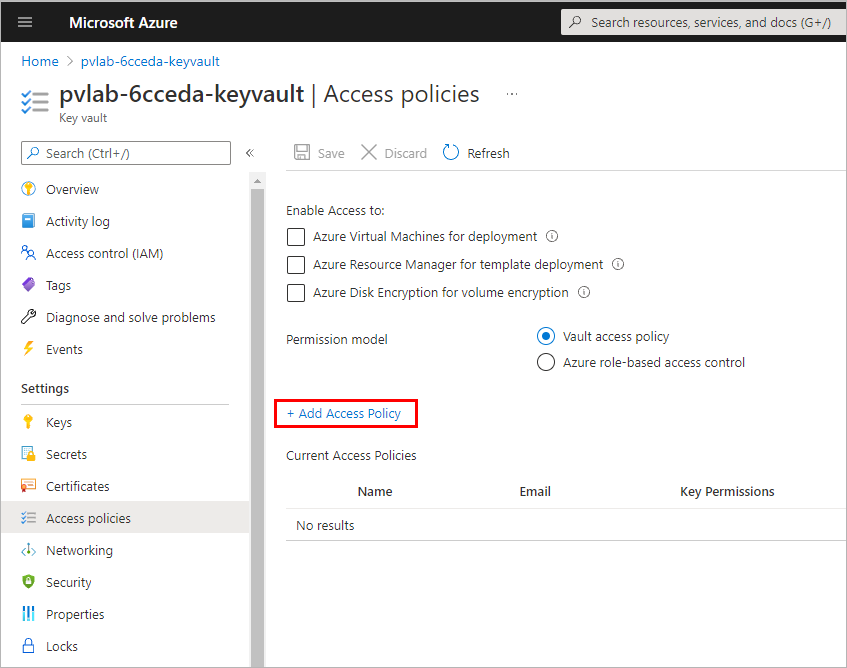 Microsoft Azure
Search resources, services, and docs (G+/)
Home > pvlab-6cceda-keyvault
pvlab-6cceda-keyvault | Access policies ...
Key vault
Search (Ctrl+/)
«
Overview
Activity log
Access control (IAM)
Tags
Diagnose and solve problems
Events
Settings
Keys
Secrets
Certificates
Access policies
Networking
Security
Properties
Locks
Save Discard Refresh
Enable Access to:
Azure Virtual Machines for deployment
Azure Resource Manager for template deployment
Azure Disk Encryption for volume encryption
Permission model
Vault access policy
Azure role-based access control
+ Add Access Policy
Current Access Policies
Name Email Key Permissions
No results